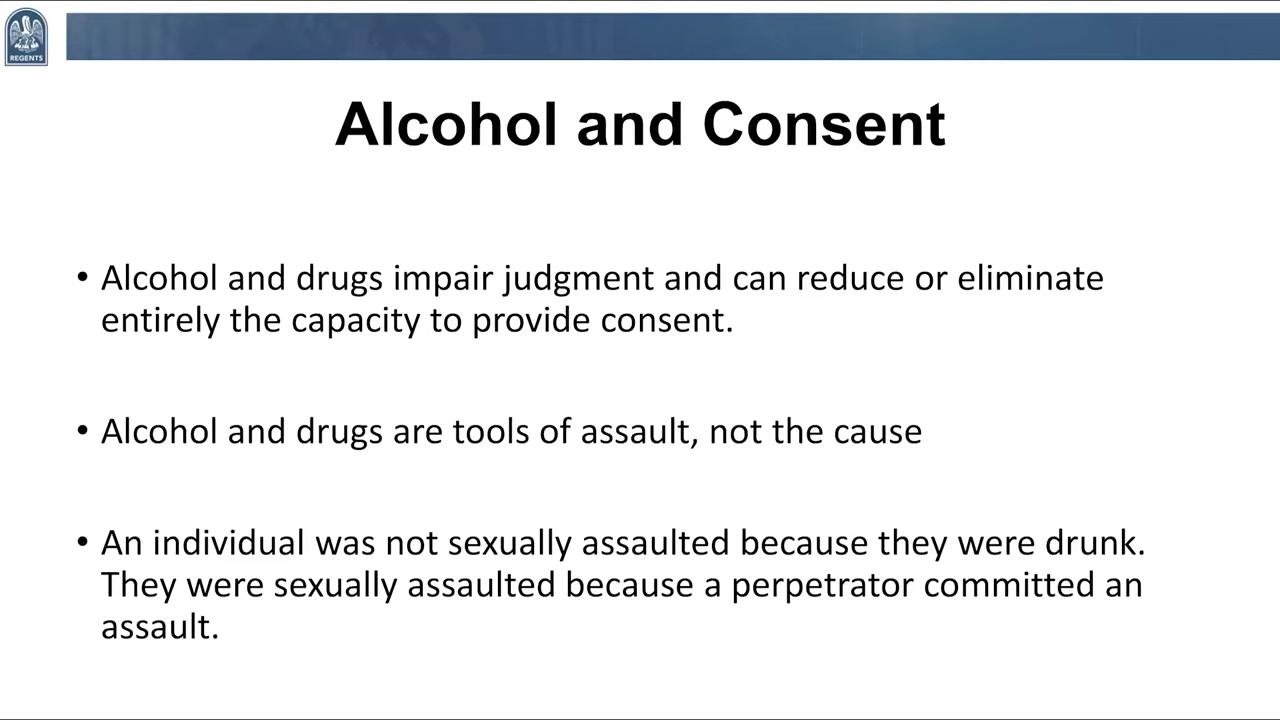 REGENTS
Alcohol and Consent
• Alcohol and drugs impair judgment and can reduce or eliminate
entirely the capacity to provide consent.
• Alcohol and drugs are tools of assault, not the cause
• An individual was not sexually assaulted because they were drunk.
They were sexually assaulted because a perpetrator committed an
assault.